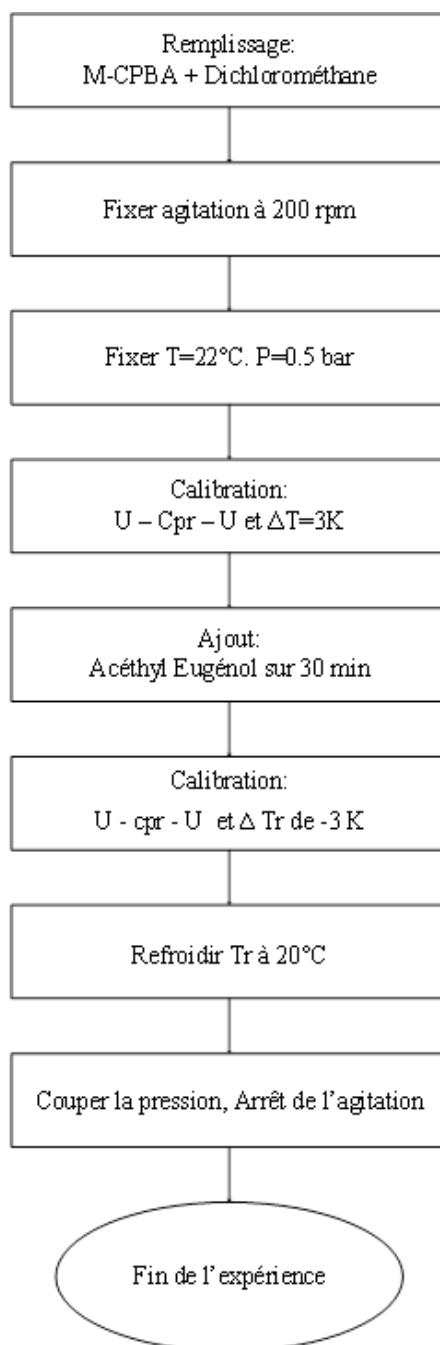 Remplissage:
M-CPBA + Dichlorométhane
Fixer agitation à 200 rpm
Fixer T=22°C. P=0.5 bar
Calibration:
U – Cpr – U et ΔT=3K
Ajout:
Acéthyl Eugénol sur 30 min
Calibration:
U - cpr - U et Δ Tr de -3 K
Refroidir Tr à 20°C
Couper la pression, Arrêt de l'agitation
Fin de l'expérience